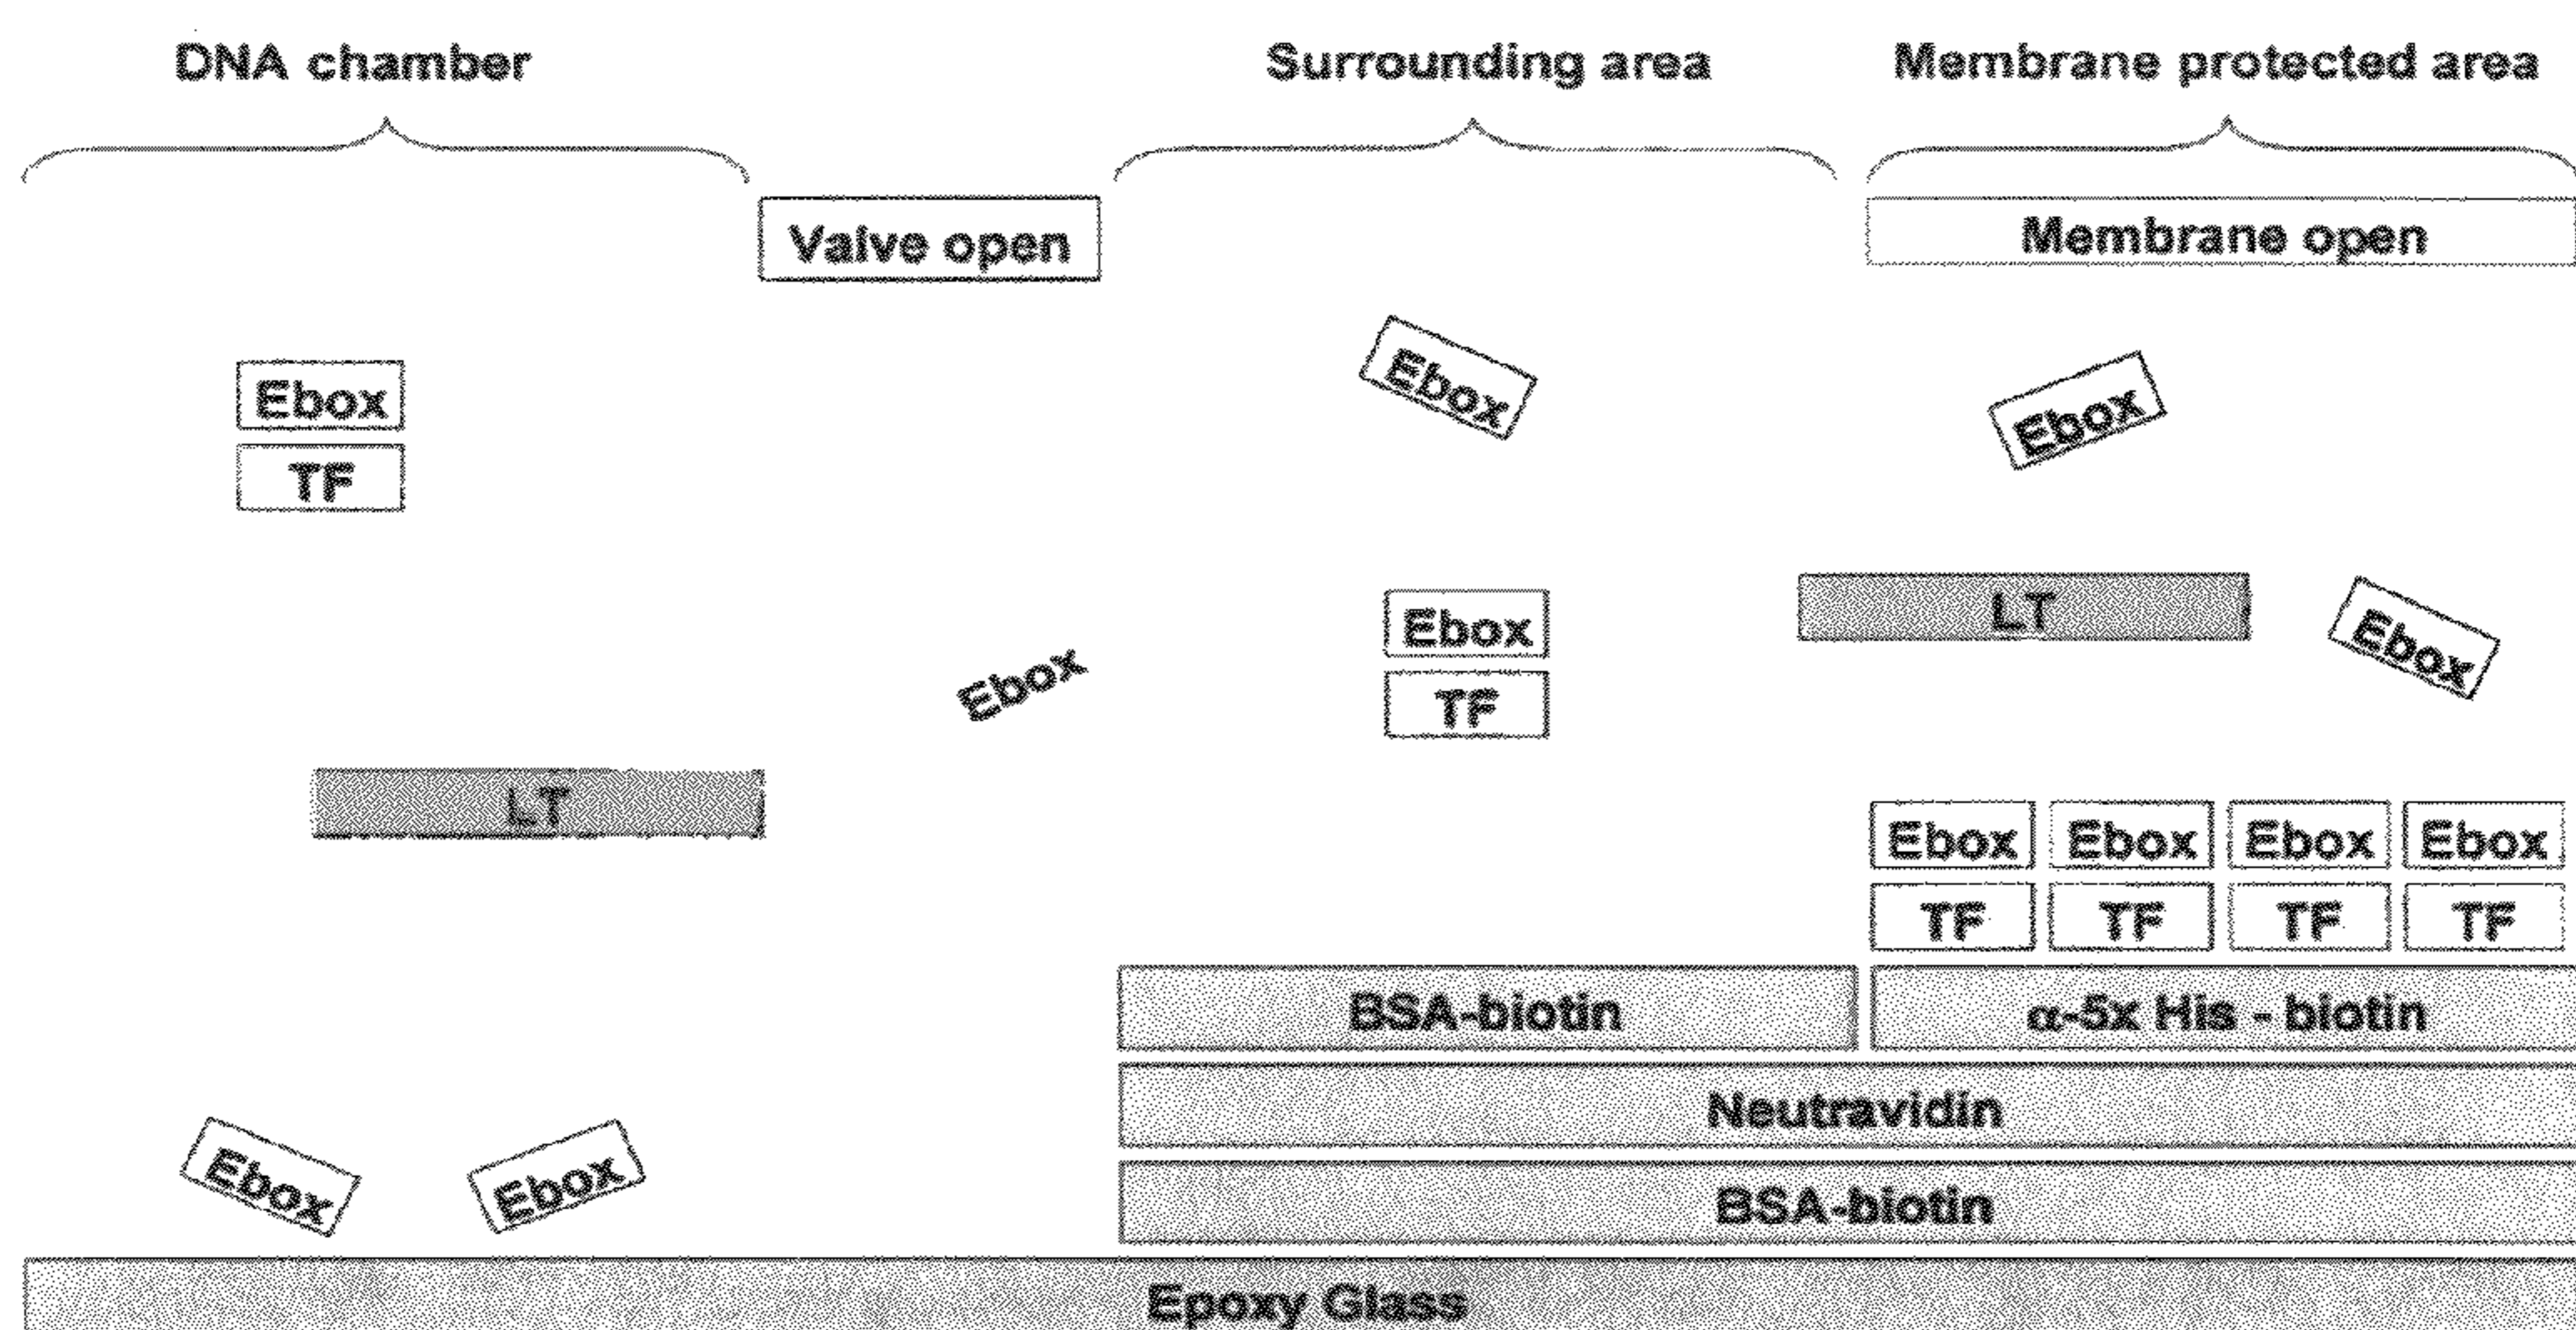 DNA chamber
Surrounding area
Membrane protected area
Valve open
Membrane open
Ebox
Ebox
Ebox
TF
Ebox
LT
Ebox
Ebox
TF
Ebox
LT
Ebox Ebox Ebox Ebox
TF TF TF TF
BSA-biotin
α-5x His - biotin
Neutravidin
Ebox
Ebox
BSA-biotin
Epoxy Glass